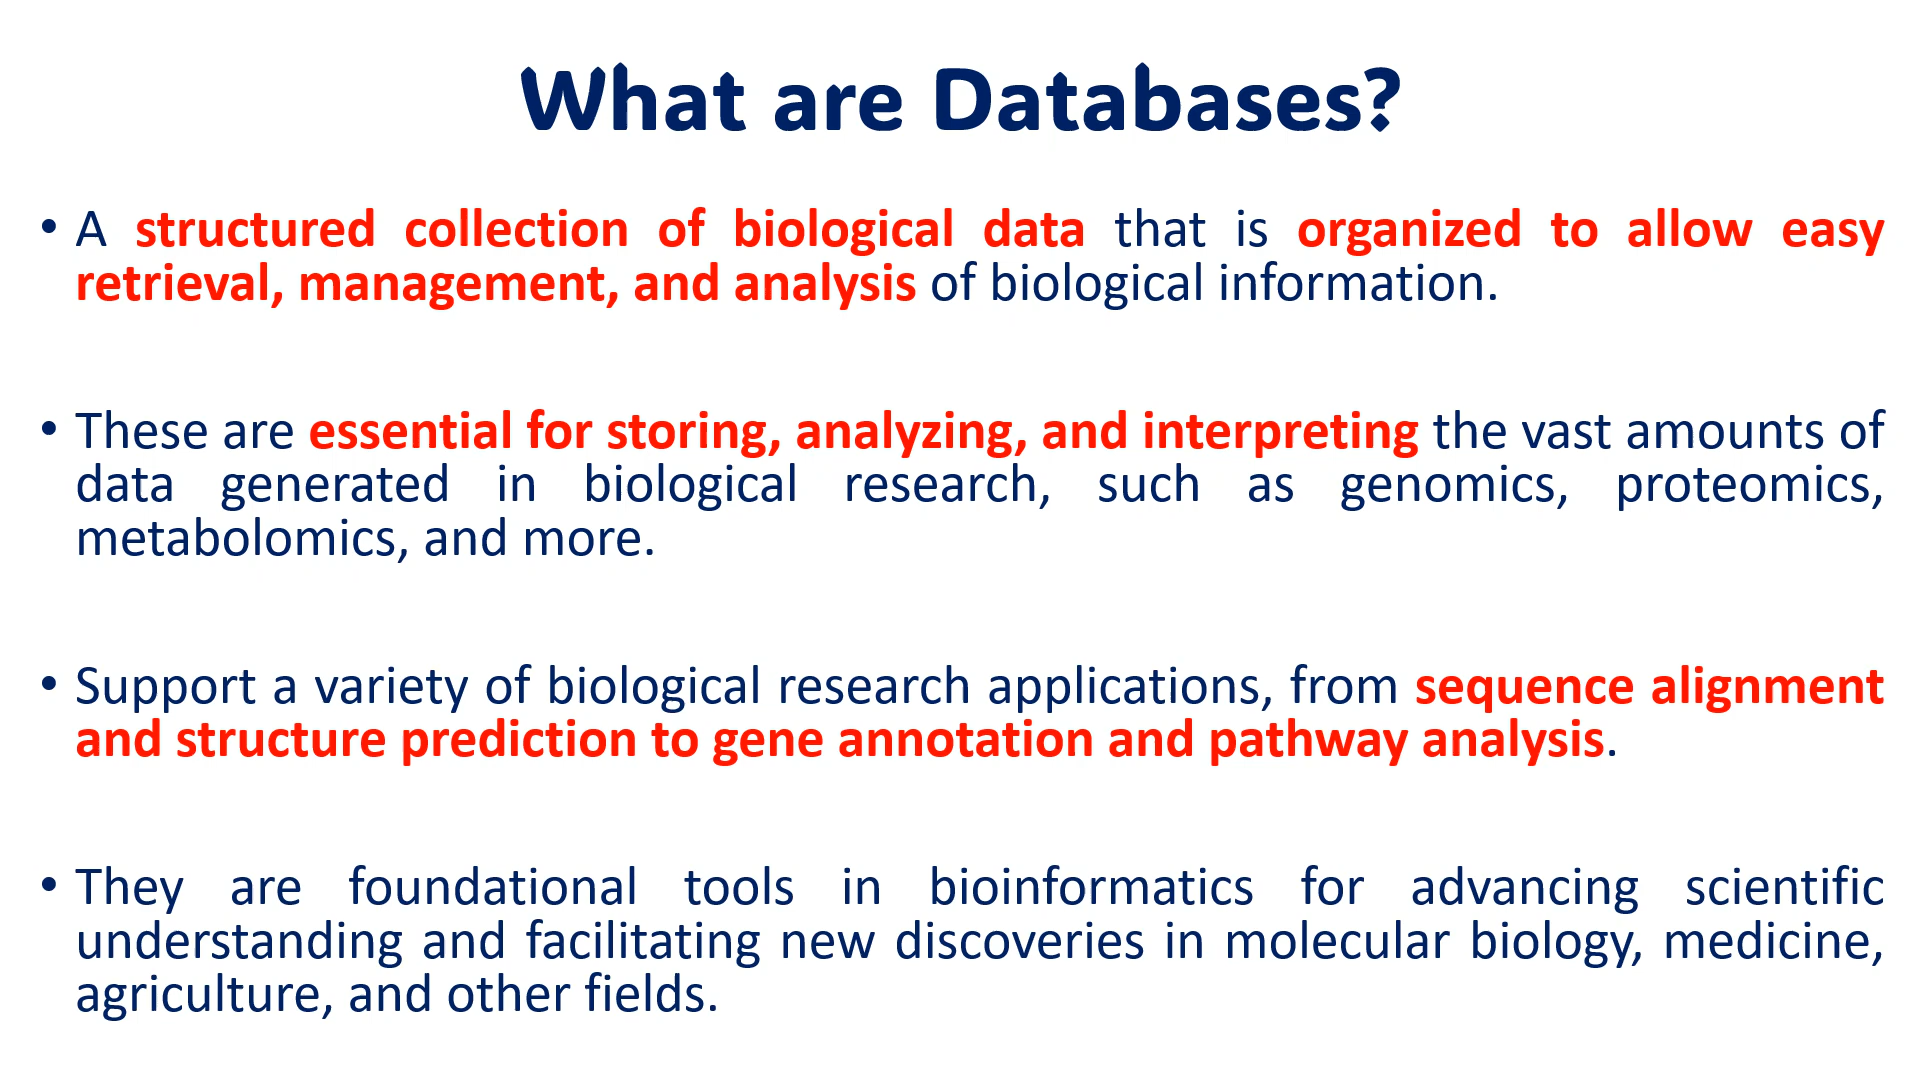 What are Databases?
• A structured collection of biological data that is organized to allow easy
retrieval, management, and analysis of biological information.
• These are essential for storing, analyzing, and interpreting the vast amounts of
data generated in biological research, such as genomics, proteomics,
metabolomics, and more.
• Support a variety of biological research applications, from sequence alignment
and structure prediction to gene annotation and pathway analysis.
• They are foundational tools in bioinformatics for advancing scientific
understanding and facilitating new discoveries in molecular biology, medicine,
agriculture, and other fields.